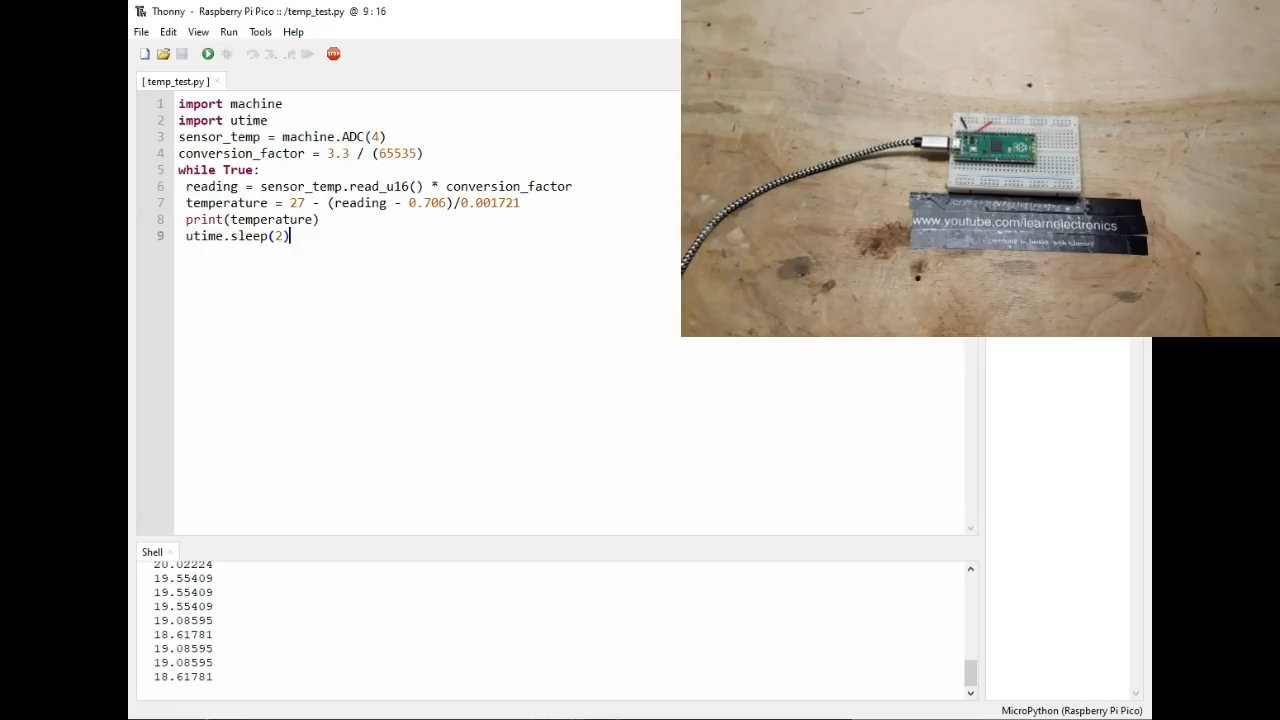 Thonny - Raspberry Pi Pico :: /temp_test.py @ 9 : 16
File Edit View Run Tools Help
STOP
[ temp_test.py ] ×
1 import machine
2 import utime
3 sensor_temp = machine.ADC(4)
4 conversion_factor = 3.3 / (65535)
5 while True:
6 reading = sensor_temp.read_u16() * conversion_factor
7 temperature = 27 - (reading - 0.706)/0.001721
8 print(temperature)
9 utime.sleep(2)
www.youtube.com/learnelectronics
Shell ×
20.02224
19.55409
19.55409
19.55409
19.08595
18.61781
19.08595
19.08595
18.61781
MicroPython (Raspberry Pi Pico)